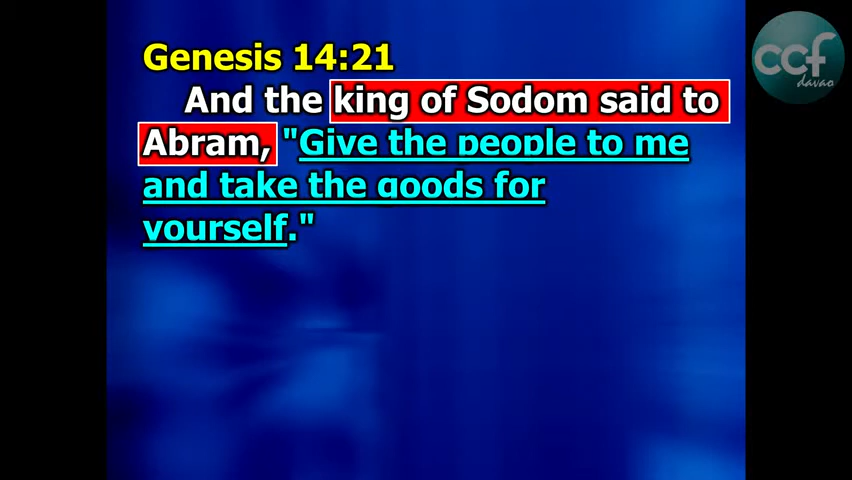 ccf
davao
Genesis 14:21
And the king of Sodom said to
Abram, "Give the people to me
and take the goods for
yourself."